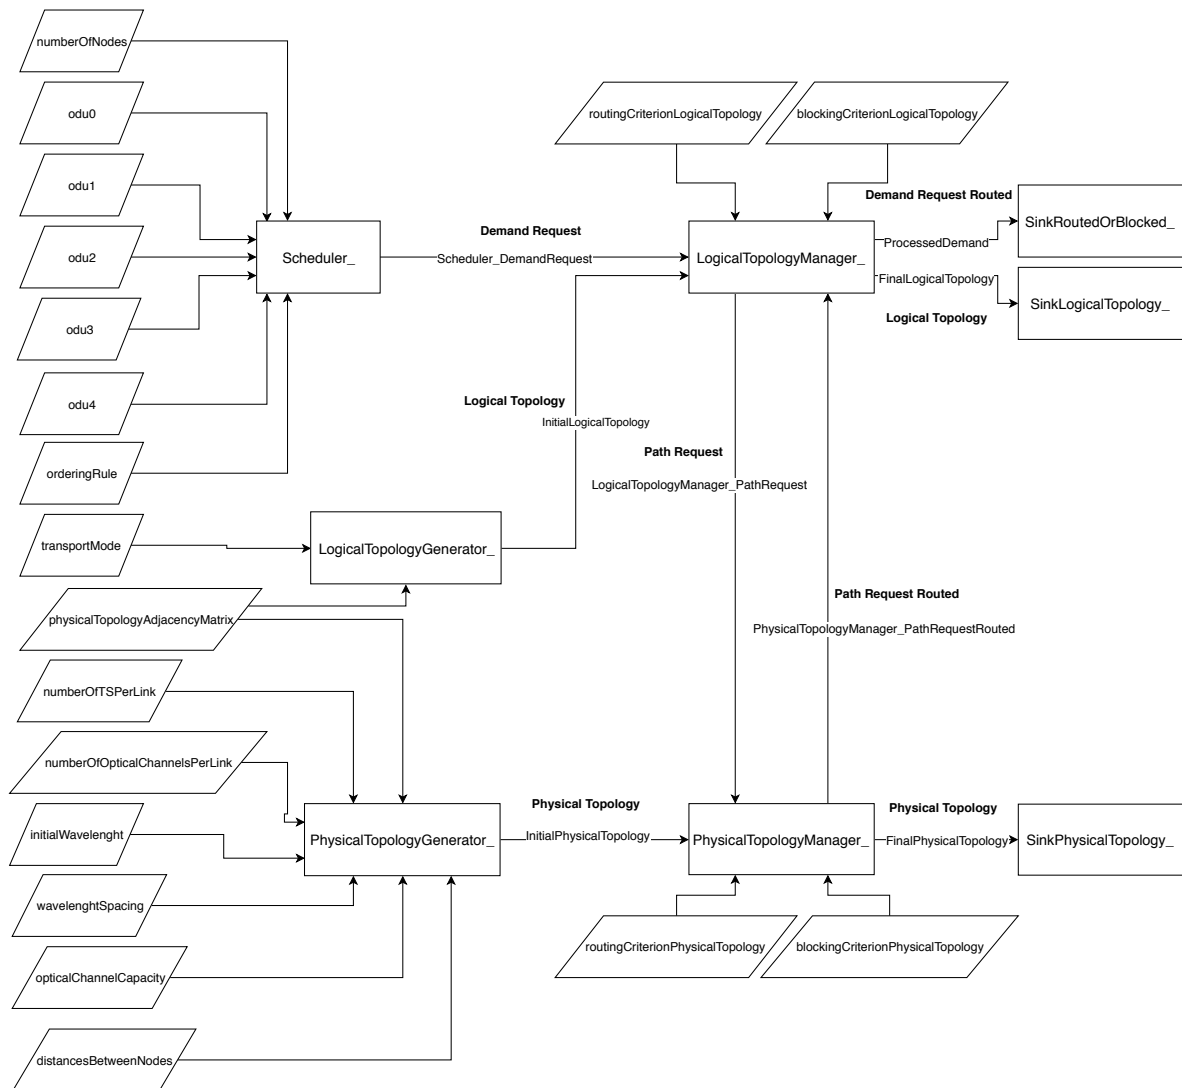 numberOfNodes
odu0
odu1
odu2
odu3
odu4
orderingRule
transportMode
physicalTopologyAdjacencyMatrix
numberOfTSPerLink
numberOfOpticalChannelsPerLink
initialWavelenght
wavelenghtSpacing
opticalChannelCapacity
distancesBetweenNodes
Scheduler_
Demand Request
Scheduler_DemandRequest
LogicalTopologyGenerator_
Logical Topology
InitialLogicalTopology
PhysicalTopologyGenerator_
Physical Topology
InitialPhysicalTopology
routingCriterionLogicalTopology
blockingCriterionLogicalTopology
LogicalTopologyManager_
Demand Request Routed
ProcessedDemand
SinkRoutedOrBlocked_
FinalLogicalTopology
Logical Topology
SinkLogicalTopology_
Path Request
LogicalTopologyManager_PathRequest
Path Request Routed
PhysicalTopologyManager_PathRequestRouted
PhysicalTopologyManager_
Physical Topology
FinalPhysicalTopology
SinkPhysicalTopology_
routingCriterionPhysicalTopology
blockingCriterionPhysicalTopology